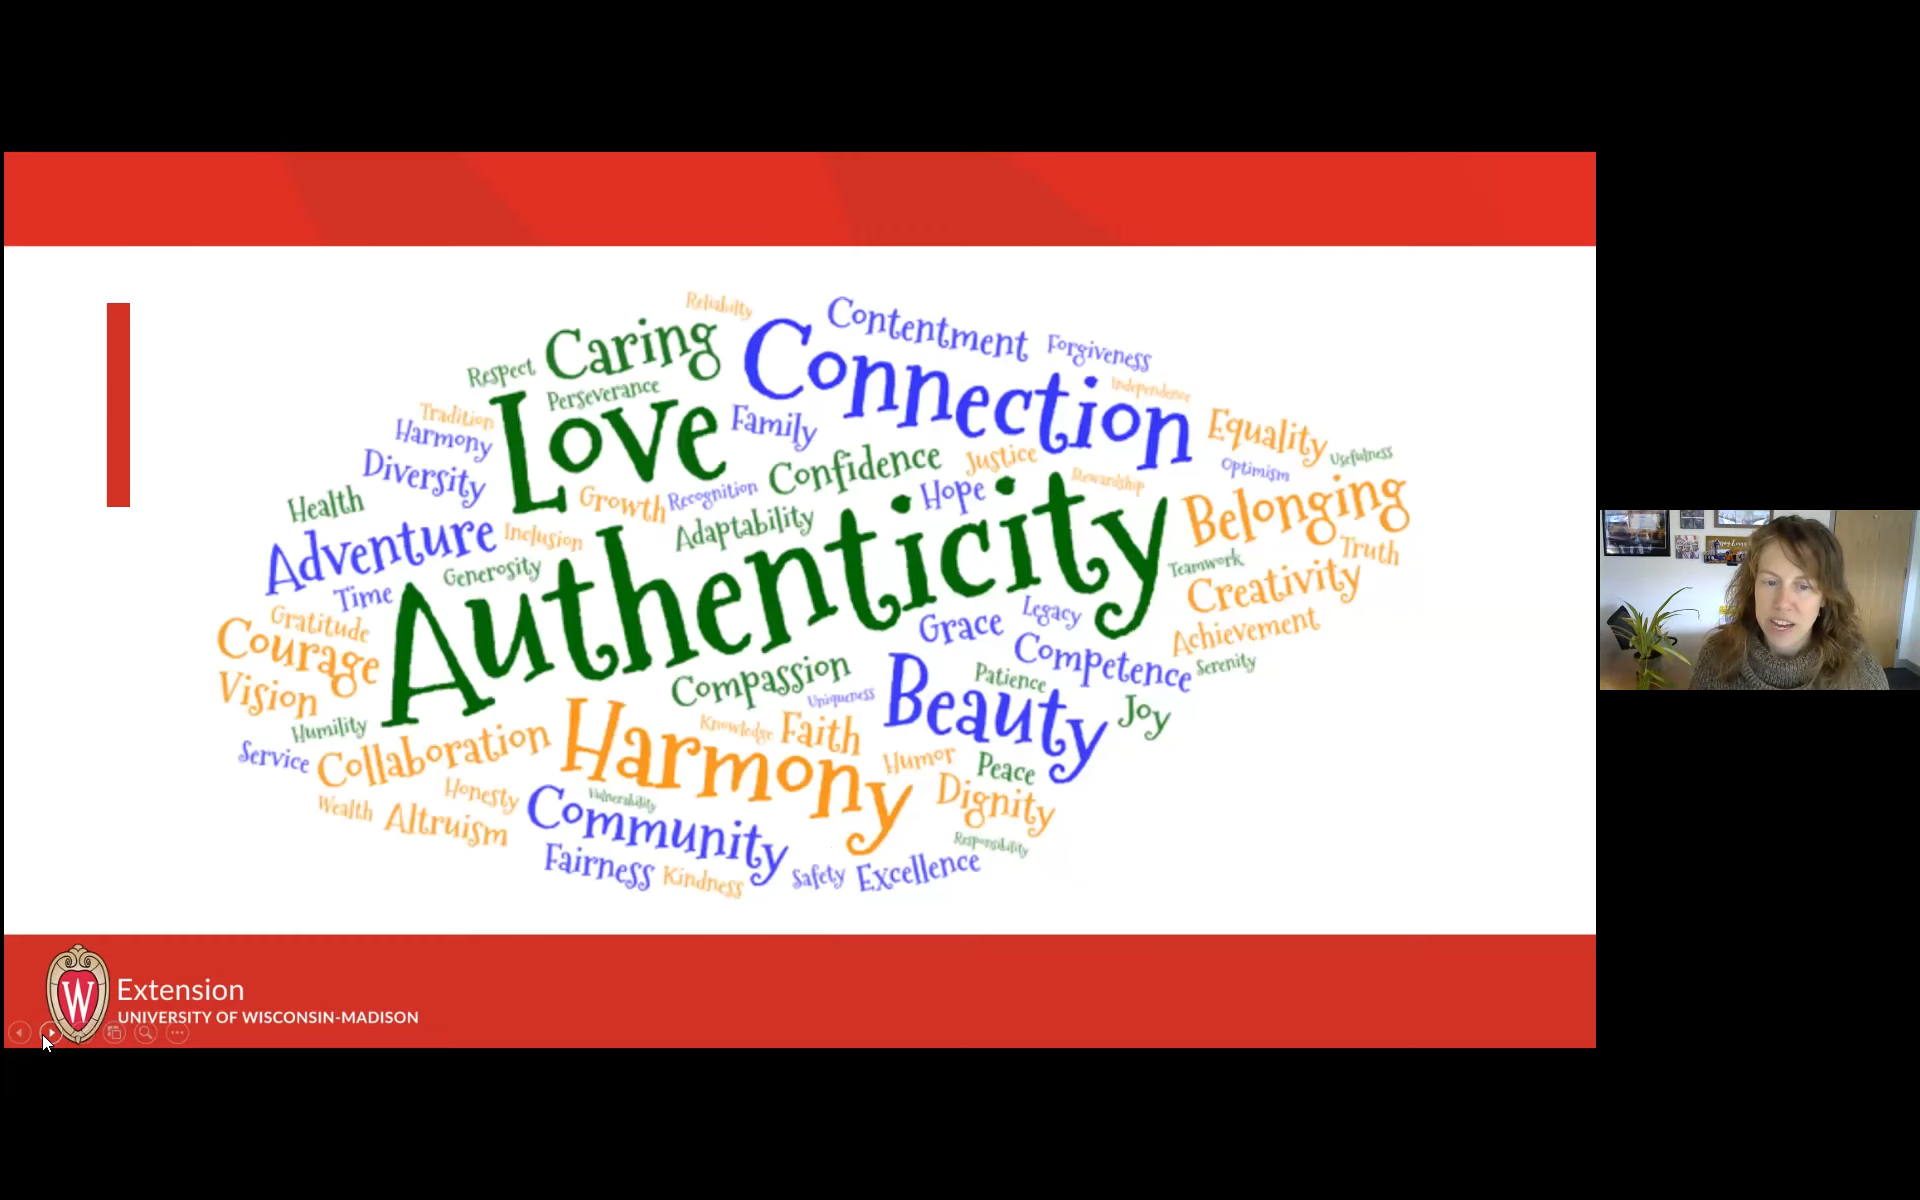 Reliabilty
Contentment
Caring
Connection
Forgiveness
Respect
Perseverance
Independence
Tradition
Love
Family
Equality
Harmony
Usefulness
Diversity
Confidence
Justice
Optimism
Health
Growth
Recognition
Hope
Stewardship
Belonging
Adventure
Inclusion
Adaptability
Truth
Generosity
Authenticity
Teamwork
Time
Creativity
Gratitude
Grace
Legacy
Achievement
Courage
Competence
Serenity
Vision
Compassion
Patience
Uniqueness
Beauty
Joy
Humility
Knowledge
Faith
Service
Collaboration
Harmony
Humor
Peace
Honesty
Vulnerability
Dignity
Wealth
Altruism
Community
Responsibility
Fairness
Kindness
Safety
Excellence
W
Extension
UNIVERSITY OF WISCONSIN-MADISON